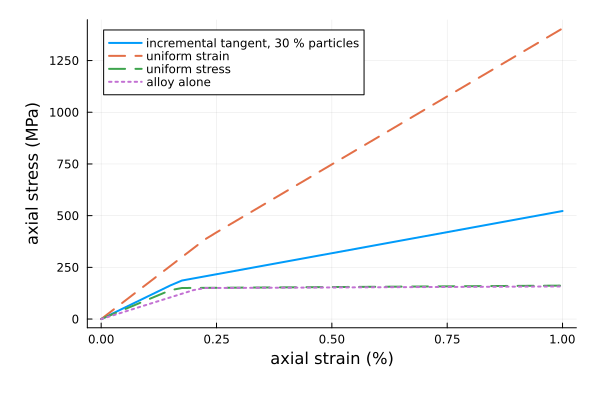 incremental tangent, 30 % particles
uniform strain
uniform stress
alloy alone
axial stress (MPa)
1250
1000
750
500
250
0
0.00 0.25 0.50 0.75 1.00
axial strain (%)